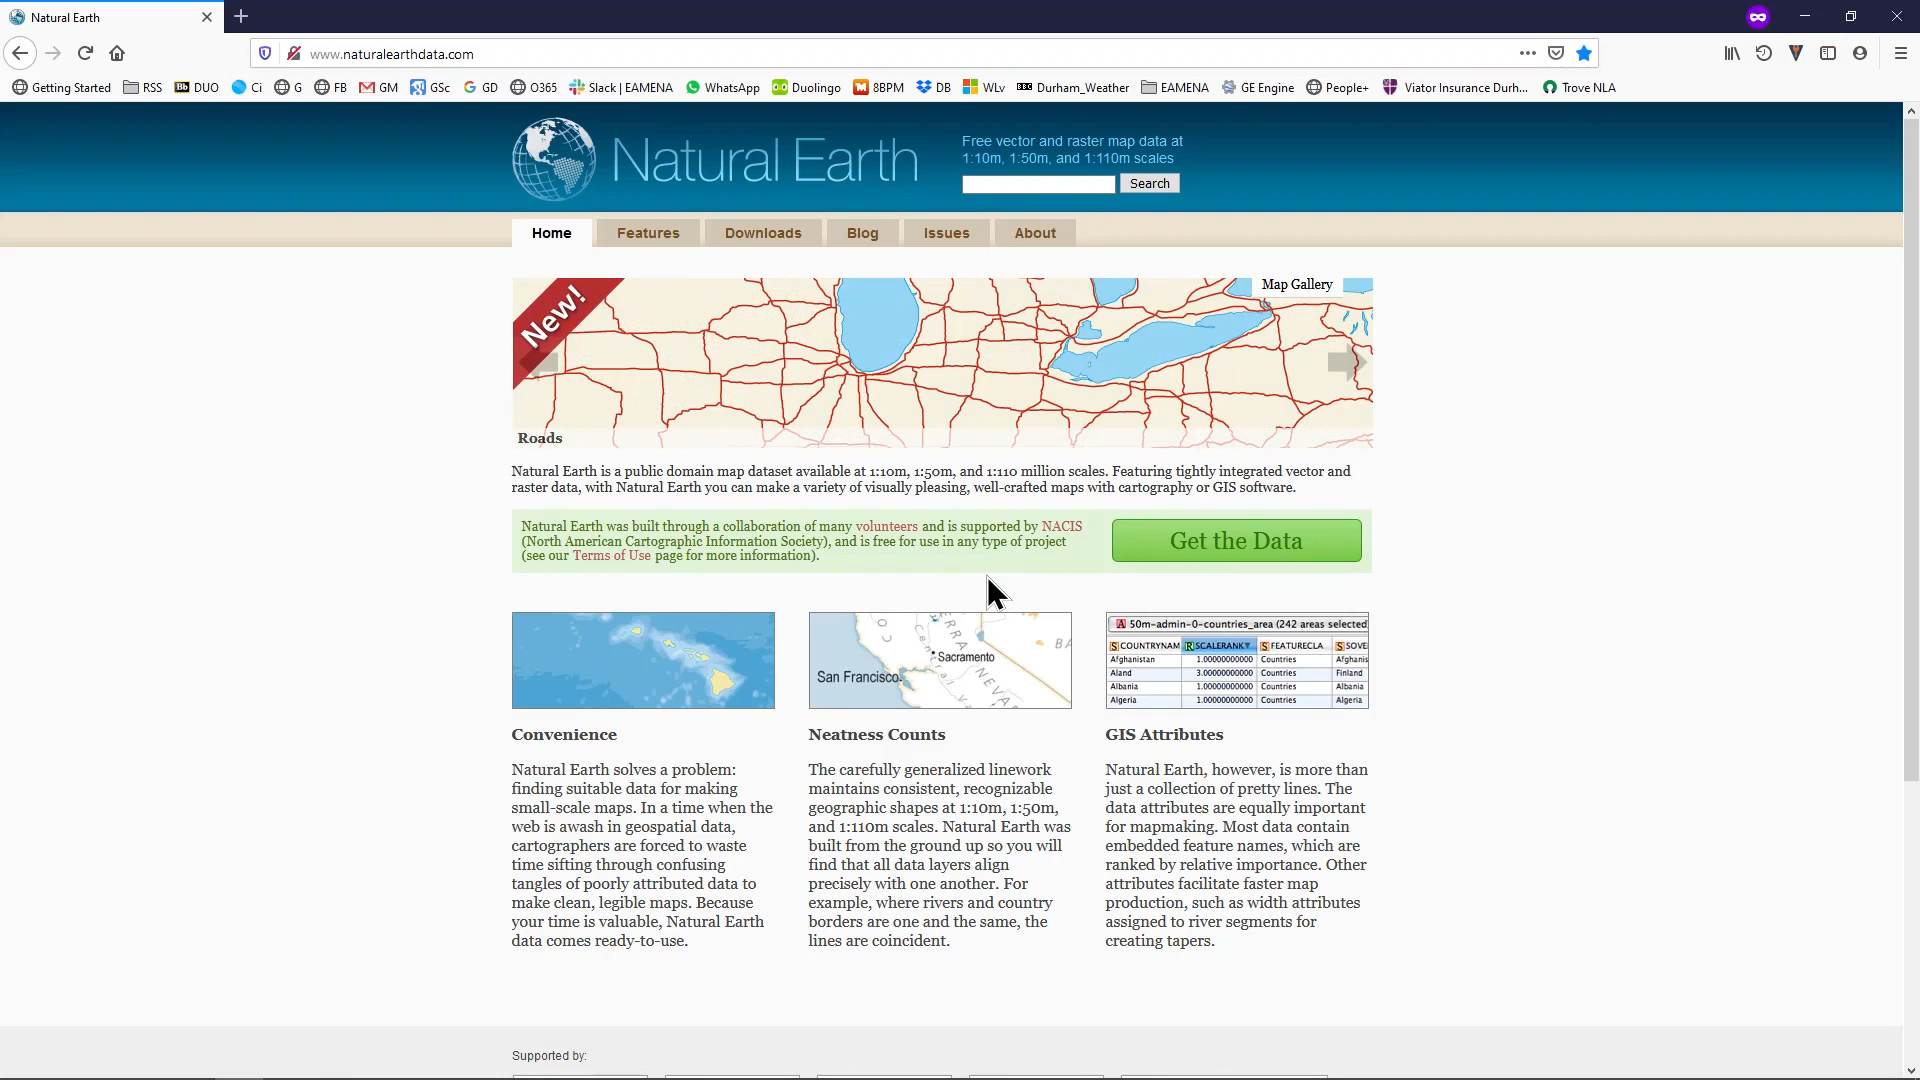 Natural Earth
www.naturalearthdata.com
Getting Started RSS Bb DUO Ci G FB GM GSc GD O365 Slack | EAMENA WhatsApp Duolingo 8BPM DB WLv BBC Durham_Weather EAMENA GE Engine People+ Viator Insurance Durh... Trove NLA
Natural Earth
Free vector and raster map data at
1:10m, 1:50m, and 1:110m scales
Search
Home Features Downloads Blog Issues About
New!
Map Gallery
Roads
Natural Earth is a public domain map dataset available at 1:10m, 1:50m, and 1:110 million scales. Featuring tightly integrated vector and
raster data, with Natural Earth you can make a variety of visually pleasing, well-crafted maps with cartography or GIS software.
Natural Earth was built through a collaboration of many volunteers and is supported by NACIS
(North American Cartographic Information Society), and is free for use in any type of project
(see our Terms of Use page for more information).
Get the Data
Sacramento
San Francisco
NEVA
BA
50m-admin-0-countries_area (242 areas selected
COUNTRYNAM SCALERANK FEATURECLA SOVE
Afghanistan 1.00000000000 Countries Afghanis
Aland 3.00000000000 Countries Finland
Albania 1.00000000000 Countries Albania
Algeria 1.00000000000 Countries Algeria
Convenience
Natural Earth solves a problem:
finding suitable data for making
small-scale maps. In a time when the
web is awash in geospatial data,
cartographers are forced to waste
time sifting through confusing
tangles of poorly attributed data to
make clean, legible maps. Because
your time is valuable, Natural Earth
data comes ready-to-use.
Neatness Counts
The carefully generalized linework
maintains consistent, recognizable
geographic shapes at 1:10m, 1:50m,
and 1:110m scales. Natural Earth was
built from the ground up so you will
find that all data layers align
precisely with one another. For
example, where rivers and country
borders are one and the same, the
lines are coincident.
GIS Attributes
Natural Earth, however, is more than
just a collection of pretty lines. The
data attributes are equally important
for mapmaking. Most data contain
embedded feature names, which are
ranked by relative importance. Other
attributes facilitate faster map
production, such as width attributes
assigned to river segments for
creating tapers.
Supported by: